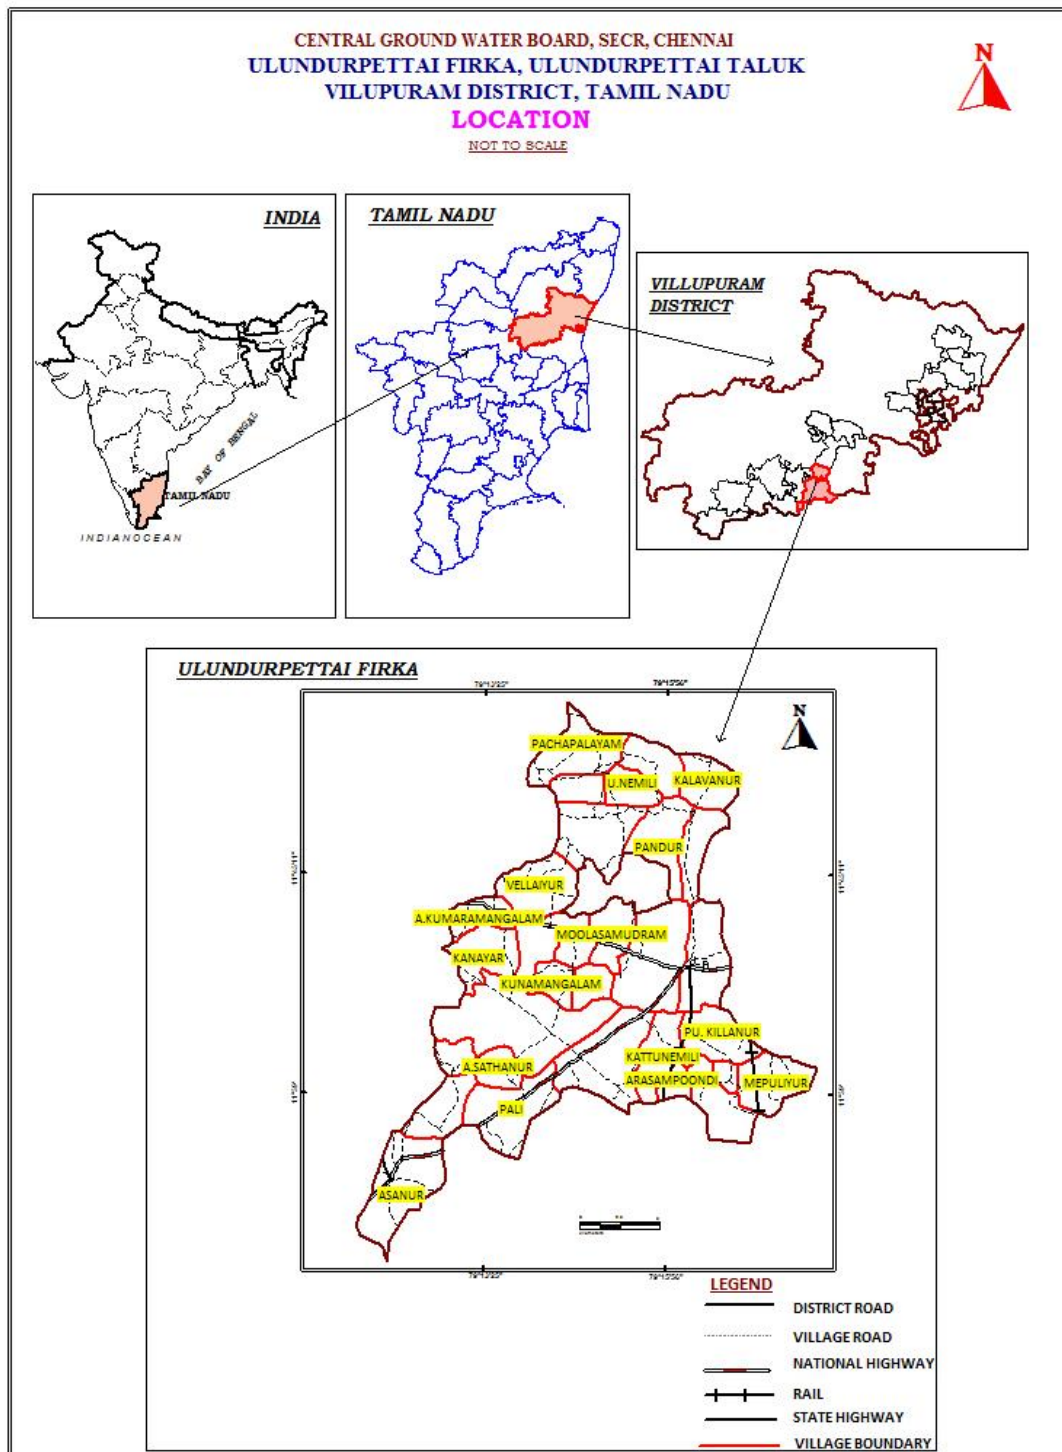 CENTRAL GROUND WATER BOARD, SECR, CHENNAI
ULUNDURPETTAI FIRKA, ULUNDURPETTAI TALUK
VILUPURAM DISTRICT, TAMIL NADU
LOCATION
NOT TO SCALE
N
INDIA
BAY OF BENGAL
TAMIL NADU
INDIAN OCEAN
TAMIL NADU
VILLUPURAM
DISTRICT
ULUNDURPETTAI FIRKA
N
PACHAPALAYAM
U.NEMILI
KALAVANUR
PANDUR
VELLAIYUR
A.KUMARAMANGALAM
MOOLASAMUDRAM
KANAYAR
KUNAMANGALAM
PU. KILLANUR
KATTUNEMILI
A.SATHANUR
ARASAMPOONDI
MEPULIYUR
PALI
ASANUR
LEGEND
DISTRICT ROAD
VILLAGE ROAD
NATIONAL HIGHWAY
RAIL
STATE HIGHWAY
VILLAGE BOUNDARY